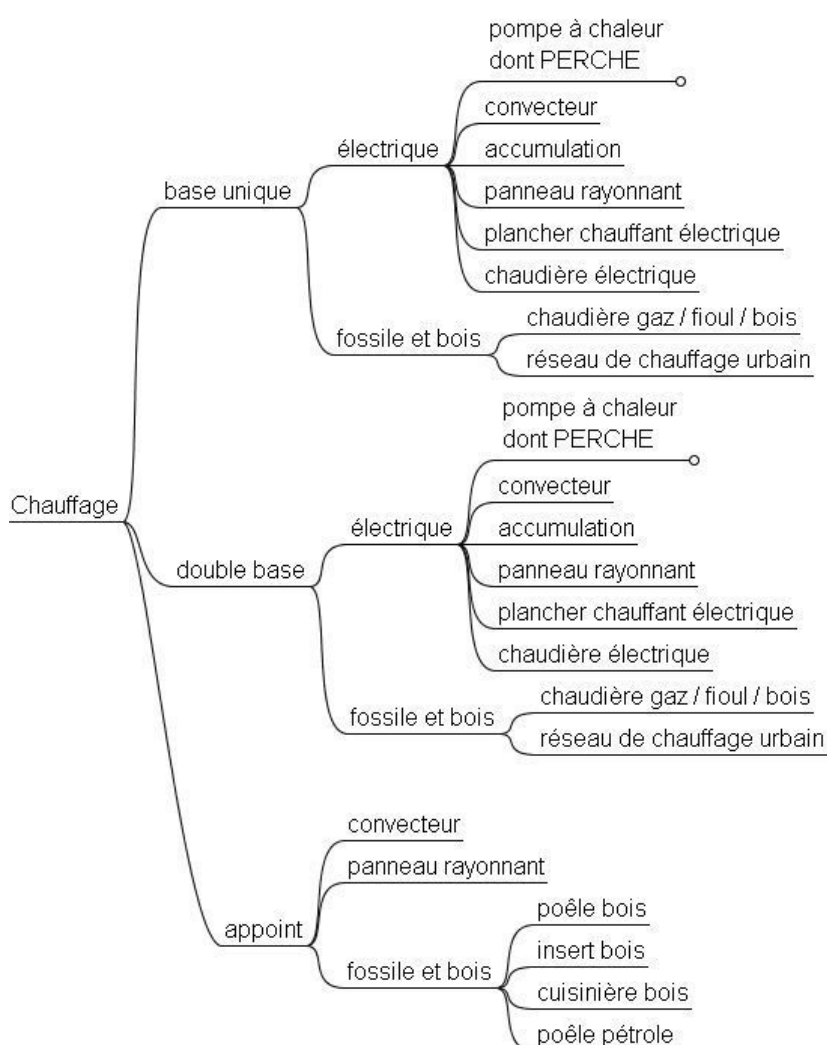 pompe à chaleur
dont PERCHE
convecteur
électrique
accumulation
base unique
panneau rayonnant
plancher chauffant électrique
chaudière électrique
chaudière gaz / fioul / bois
fossile et bois
réseau de chauffage urbain
pompe à chaleur
dont PERCHE
convecteur
Chauffage
électrique
accumulation
double base
panneau rayonnant
plancher chauffant électrique
chaudière électrique
chaudière gaz / fioul / bois
fossile et bois
réseau de chauffage urbain
convecteur
panneau rayonnant
poêle bois
appoint
insert bois
fossile et bois
cuisinière bois
poêle pétrole